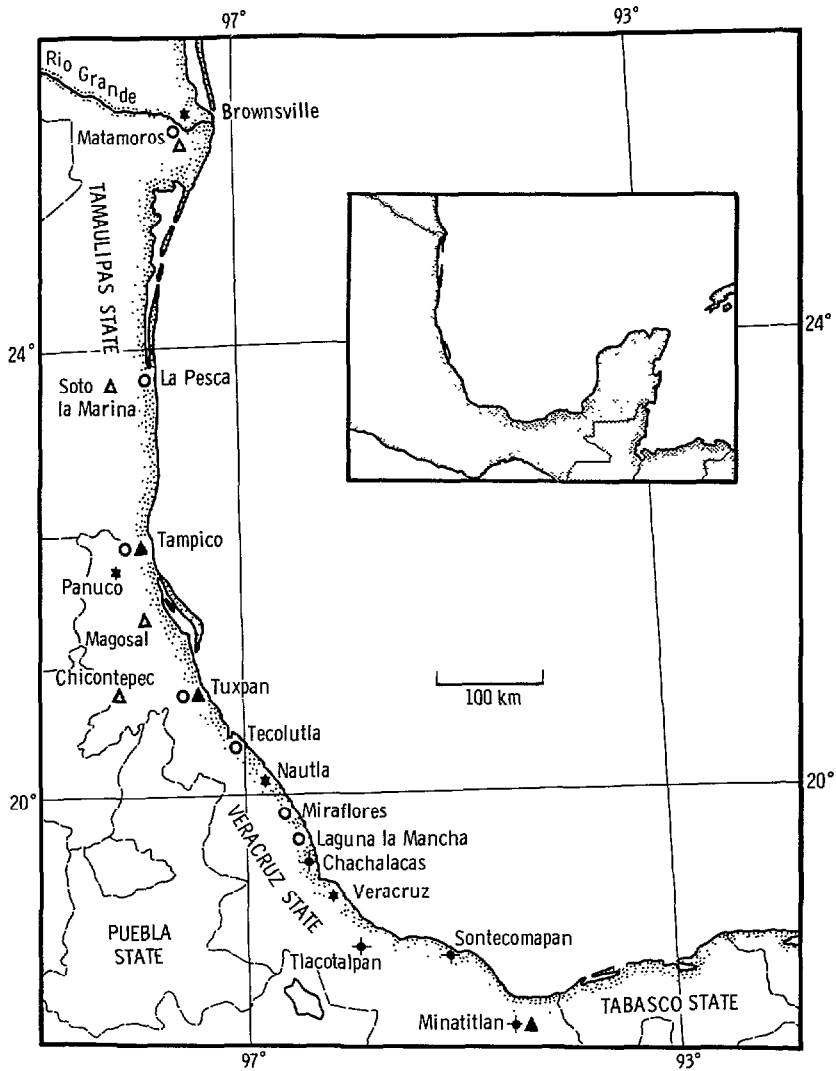 97°
93°
Rio Grande
Brownsville
Matamoros
TAMAULIPAS STATE
24°
24°
Soto
la Marina
La Pesca
Tampico
Panuco
Magosal
Chicontepec
Tuxpan
100 km
Tecolutla
Nautla
20°
20°
Miraflores
VERACRUZ STATE
Laguna la Mancha
Chachalacas
Veracruz
PUEBLA
STATE
Sontecomapan
Tlacotalpan
TABASCO STATE
Minatitlan
97°
93°